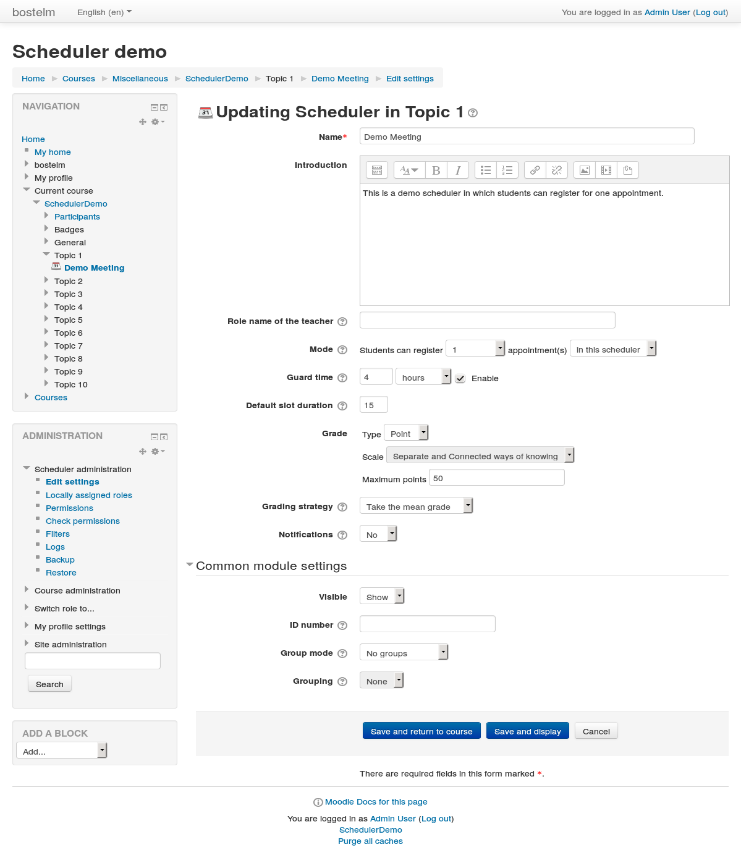 bostelm English (en) You are logged in as Admin User (Log out)
Scheduler demo
Home Courses Miscellaneous SchedulerDemo Topic 1 Demo Meeting Edit settings
NAVIGATION
Home
My home
bostelm
My profile
Current course
SchedulerDemo
Participants
Badges
General
Topic 1
Demo Meeting
Topic 2
Topic 3
Topic 4
Topic 5
Topic 6
Topic 7
Topic 8
Topic 9
Topic 10
Courses
ADMINISTRATION
Scheduler administration
Edit settings
Locally assigned roles
Permissions
Check permissions
Filters
Logs
Backup
Restore
Course administration
Switch role to...
My profile settings
Site administration
Search
ADD A BLOCK
Add...
Updating Scheduler in Topic 1
Name* Demo Meeting
Introduction
This is a demo scheduler in which students can register for one appointment.
Role name of the teacher
Mode Students can register 1 appointment(s) in this scheduler
Guard time 4 hours Enable
Default slot duration 15
Grade Type Point
Scale Separate and Connected ways of knowing
Maximum points 50
Grading strategy Take the mean grade
Notifications No
Common module settings
Visible Show
ID number
Group mode No groups
Grouping None
Save and return to course Save and display Cancel
There are required fields in this form marked *.
Moodle Docs for this page
You are logged in as Admin User (Log out)
SchedulerDemo
Purge all caches